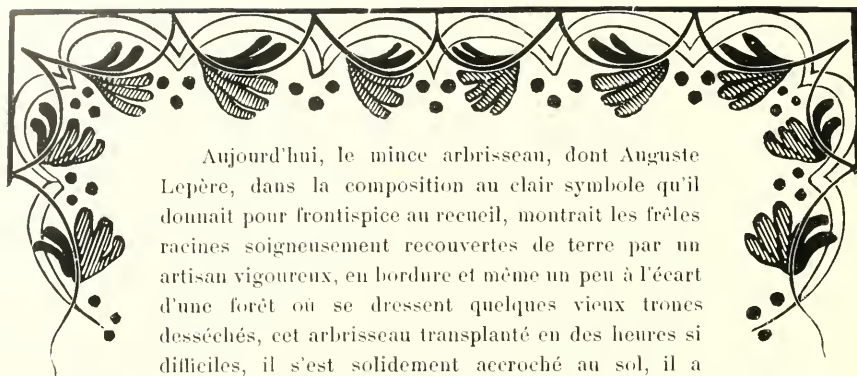 Aujourd'hui, le mince arbrisseau, dont Auguste
Lepère, dans la composition au clair symbole qu'il
donnait pour frontispice au recueil, montrait les frêles
racines soigneusement recouvertes de terre par un
artisan vigoureux, en bordure et même un peu à l'écart
d'une forêt où se dressent quelques vieux troncs
desséchés, cet arbrisseau transplanté en des heures si
difficiles, il s'est solidement accroché au sol, il a